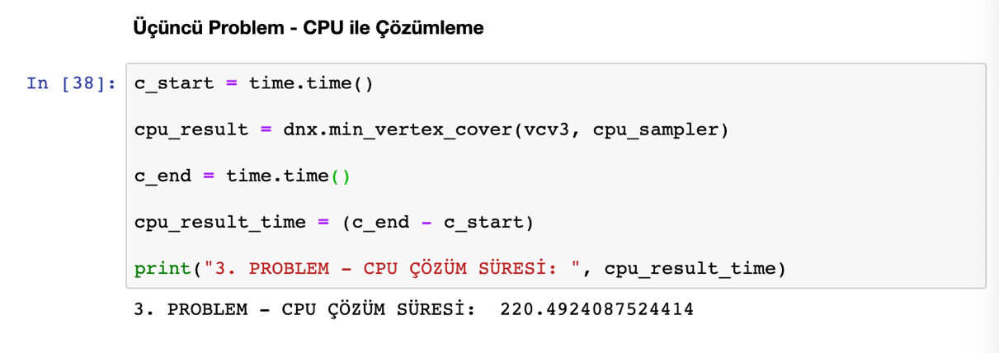 Üçüncü Problem - CPU ile Çözümleme
In [38]: c_start = time.time()
cpu_result = dnx.min_vertex_cover(vcv3, cpu_sampler)
c_end = time.time()
cpu_result_time = (c_end - c_start)
print("3. PROBLEM - CPU ÇÖZÜM SÜRESİ: ", cpu_result_time)
3. PROBLEM - CPU ÇÖZÜM SÜRESİ:  220.4924087524414